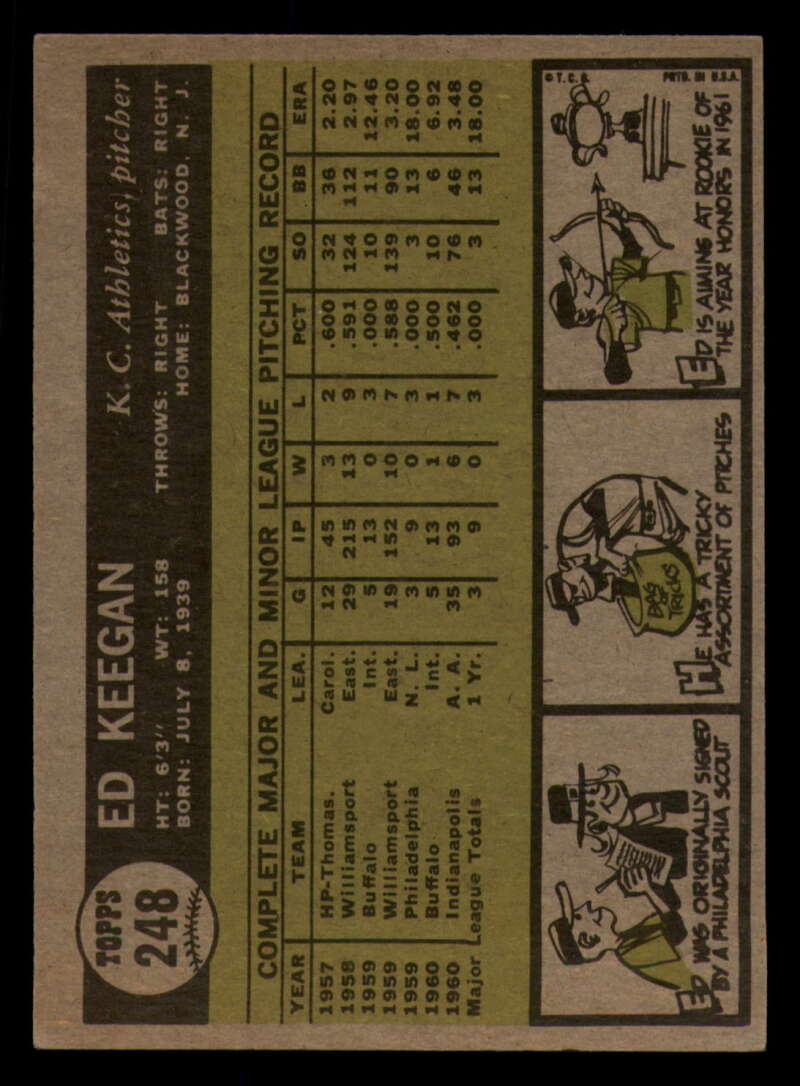 TOPPS
248
ED KEEGAN
K. C. Athletics, pitcher
HT: 6'3" WT: 158 THROWS: RIGHT BATS: RIGHT
BORN: JULY 8, 1939 HOME: BLACKWOOD, N. J.
COMPLETE MAJOR AND MINOR LEAGUE PITCHING RECORD
YEAR TEAM LEA. G IP W L PCT SO BB ERA
1957 HP-Thomas. Carol. 12 45 3 2 .600 32 36 2.20
1958 Williamsport East. 29 215 13 9 .591 124 112 2.97
1959 Buffalo Int. 5 13 0 3 .000 10 11 12.46
1959 Williamsport East. 19 152 10 7 .588 139 90 3.20
1959 Philadelphia N. L. 3 9 0 3 .000 3 13 18.00
1960 Buffalo Int. 5 13 1 1 .500 10 6 6.92
1960 Indianapolis A. A. 35 93 6 7 .462 76 46 3.48
Major League Totals 1 Yr. 3 9 0 3 .000 3 13 18.00
ED WAS ORIGINALLY SIGNED
BY A PHILADELPHIA SCOUT
BAG
OF
TRICKS
HE HAS A TRICKY
ASSORTMENT OF PITCHES
© T. C. G. PRTD. IN U.S.A.
ED IS AIMING AT ROOKIE OF
THE YEAR HONORS IN 1961